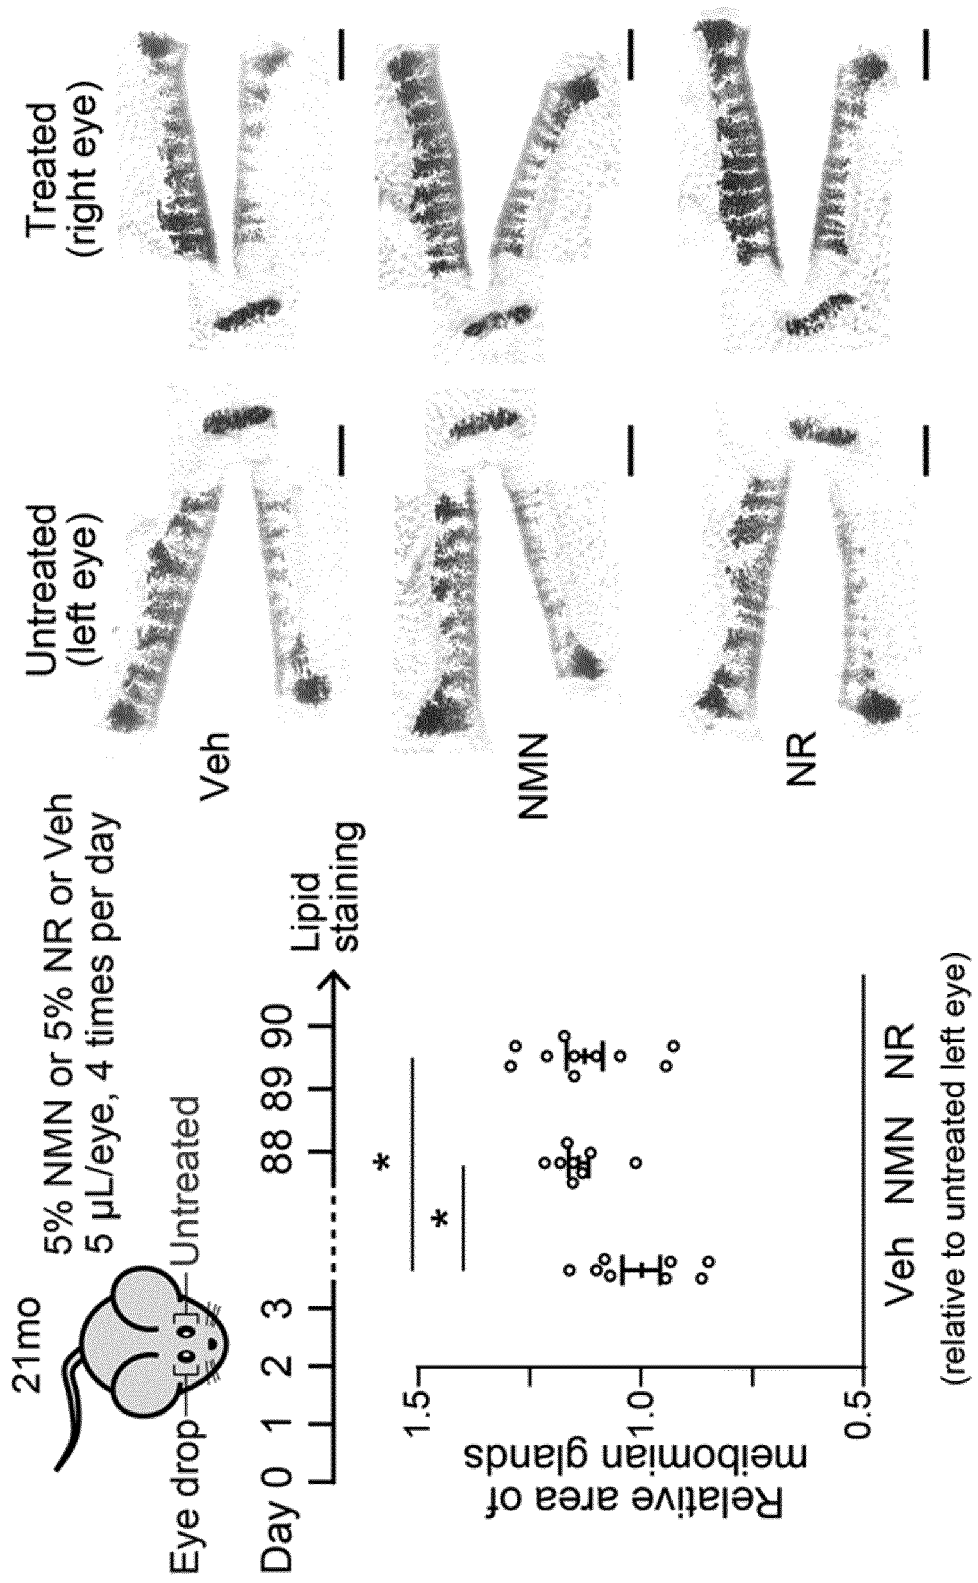 21mo
5% NMN or 5% NR or Veh
5 µL/eye, 4 times per day
Eye drop
Untreated
Day 0 1 2 3 88 89 90
Lipid
staining
Relative area of
meibomian glands
1.5
1.0
0.5
*
*
Veh NMN NR
(relative to untreated left eye)
Untreated
(left eye)
Treated
(right eye)
Veh
NMN
NR